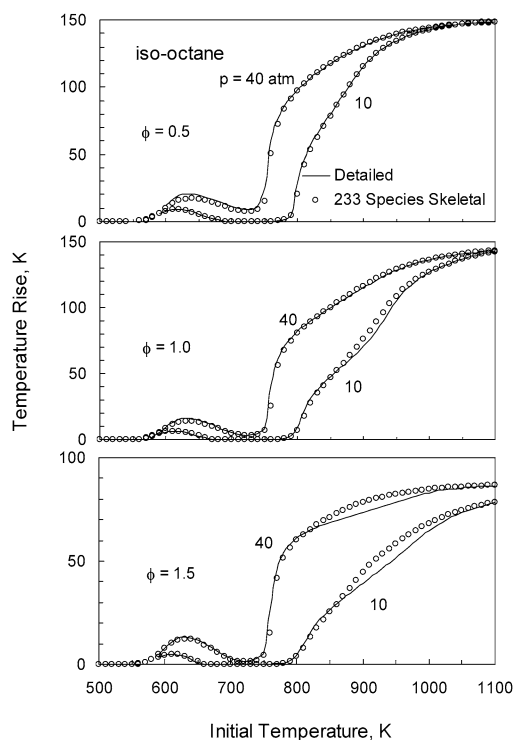 150
iso-octane
p = 40 atm
100
10
ϕ = 0.5
50
Detailed
233 Species Skeletal
0
150
100
40
ϕ = 1.0
50
10
0
100
40
50
ϕ = 1.5
10
0
500 600 700 800 900 1000 1100
Initial Temperature, K
Temperature Rise, K